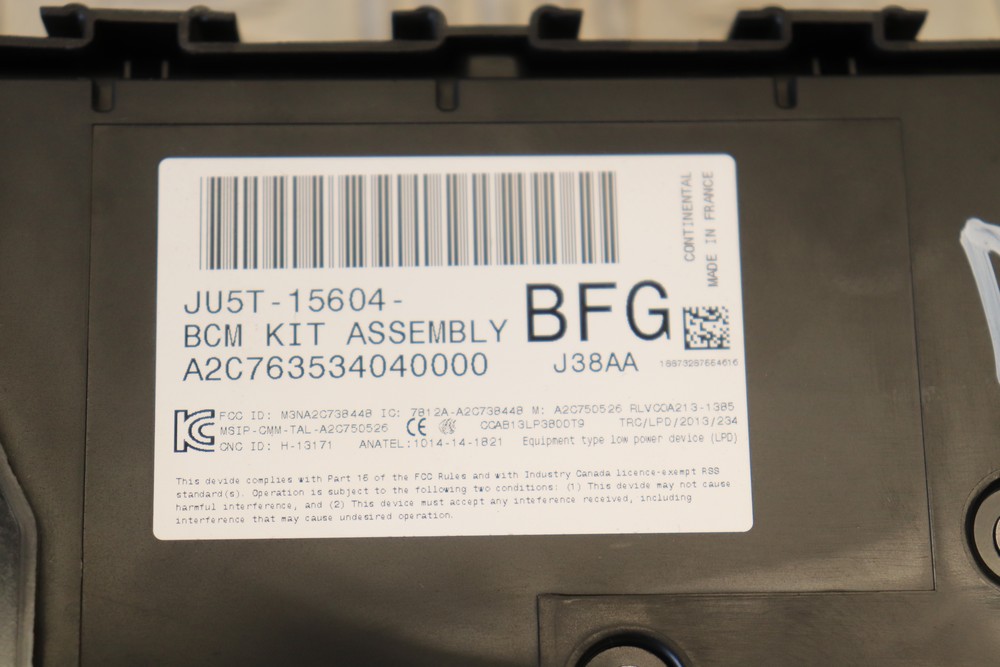 CONTINENTAL
MADE IN FRANCE
JU5T-15604-
BFG
BCM KIT ASSEMBLY
A2C763534040000
J38AA
FCC ID: M3NA2C738448 IC: 7812A-A2C738448 M: A2C750526 RLVCOA213-1385
MSIP-CMM-TAL-A2C750526 CE CCAB13LP3800T9 TRC/LPD/2013/234
CNC ID: H-13171 ANATEL:1014-14-1821 Equipment type low power device (LPD)
This device complies with Part 15 of the FCC Rules and with Industry Canada licence-exempt RSS
standard(s). Operation is subject to the following two conditions: (1) This device may not cause
harmful interference, and (2) This device must accept any interference received, including
interference that may cause undesired operation.